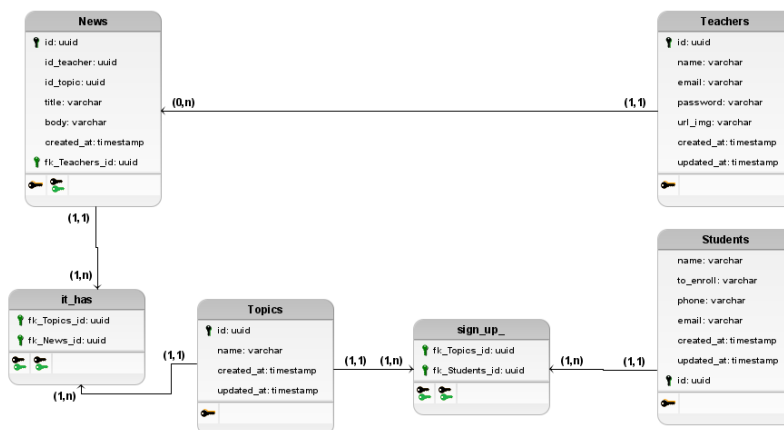 News
id: uuid
id_teacher: uuid
id_topic: uuid
title: varchar
body: varchar
created_at: timestamp
fk_Teachers_id: uuid
(0,n)
(1,1)
Teachers
id: uuid
name: varchar
email: varchar
password: varchar
url_img: varchar
created_at: timestamp
updated_at: timestamp
(1,1)
(1,n)
it_has
fk_Topics_id: uuid
fk_News_id: uuid
(1,n)
(1,1)
Topics
id: uuid
name: varchar
created_at: timestamp
updated_at: timestamp
(1,1)
(1,n)
sign_up_
fk_Topics_id: uuid
fk_Students_id: uuid
(1,n)
(1,1)
Students
name: varchar
to_enroll: varchar
phone: varchar
email: varchar
created_at: timestamp
updated_at: timestamp
id: uuid